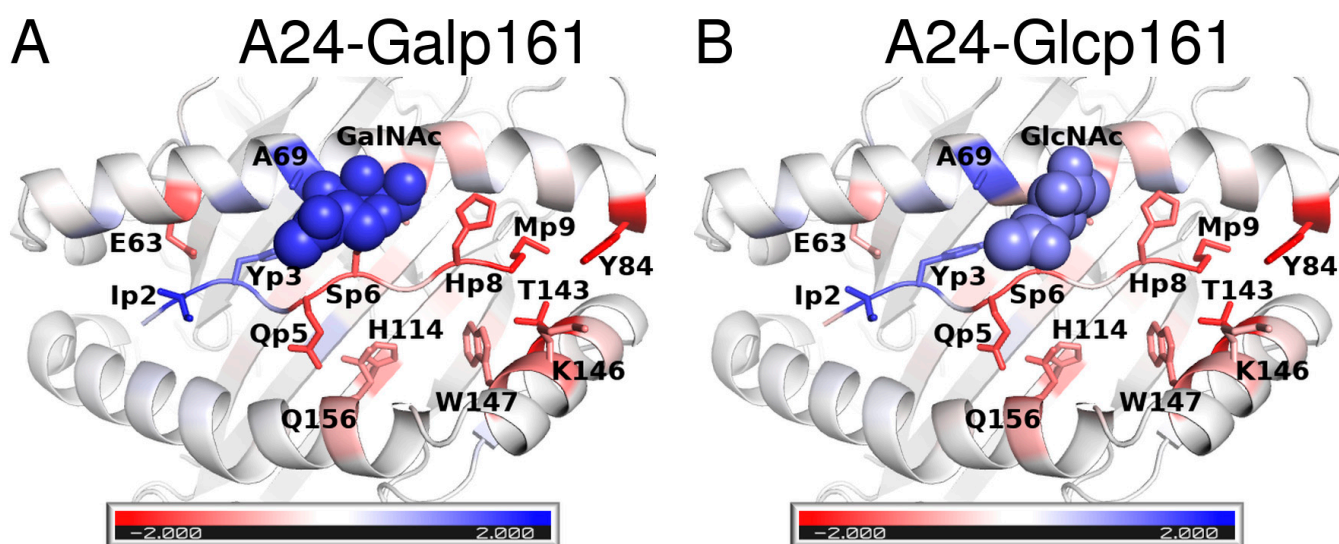 A A24-Galp161
GalNAc
A69
E63
Yp3
Mp9
Y84
Ip2
Sp6
Hp8
T143
Qp5
H114
K146
Q156
W147
-2.000 2.000
B A24-Glcp161
GlcNAc
A69
E63
Yp3
Mp9
Y84
Ip2
Sp6
Hp8
T143
Qp5
H114
K146
Q156
W147
-2.000 2.000